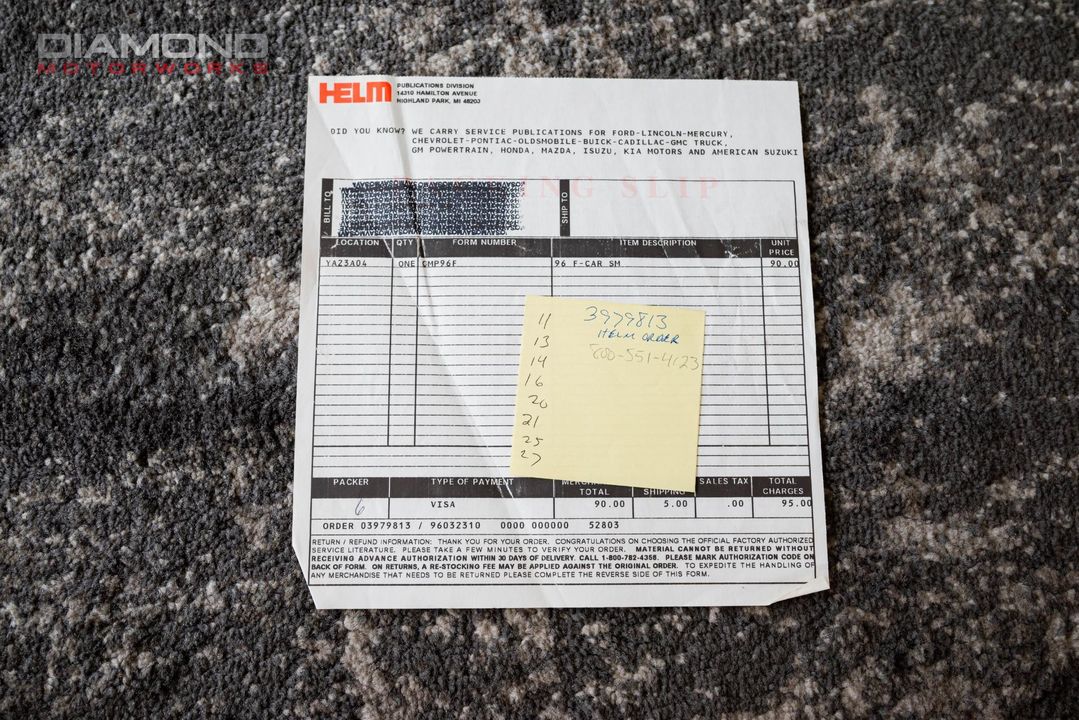 DIAMOND
MOTORWORKS
HELM PUBLICATIONS DIVISION
14310 HAMILTON AVENUE
HIGHLAND PARK, MI 48203
DID YOU KNOW? WE CARRY SERVICE PUBLICATIONS FOR FORD-LINCOLN-MERCURY,
CHEVROLET-PONTIAC-OLDSMOBILE-BUICK-CADILLAC-GMC TRUCK,
GM POWERTRAIN, HONDA, MAZDA, ISUZU, KIA MOTORS AND AMERICAN SUZUKI
PACKING SLIP
BILL TO
SHIP TO
LOCATION QTY FORM NUMBER ITEM DESCRIPTION UNIT PRICE
YA23A04 ONE GMP96F 96 F-CAR SM 90.00
11
13
14
16
20
21
25
27
3979813
HELM ORDER
800-551-4123
PACKER TYPE OF PAYMENT TOTAL SHIPPING SALES TAX TOTAL CHARGES
6 VISA 90.00 5.00 .00 95.00
ORDER 03979813 / 96032310 0000 000000 52803
RETURN / REFUND INFORMATION: THANK YOU FOR YOUR ORDER. CONGRATULATIONS ON CHOOSING THE OFFICIAL FACTORY AUTHORIZED
SERVICE LITERATURE. PLEASE TAKE A FEW MINUTES TO VERIFY YOUR ORDER. MATERIAL CANNOT BE RETURNED WITHOUT
RECEIVING ADVANCE AUTHORIZATION WITHIN 30 DAYS OF DELIVERY. CALL 1-800-782-4356. PLEASE MARK AUTHORIZATION CODE ON
BACK OF FORM. ON RETURNS, A RE-STOCKING FEE MAY BE APPLIED AGAINST THE ORIGINAL ORDER. TO EXPEDITE THE HANDLING OF
ANY MERCHANDISE THAT NEEDS TO BE RETURNED PLEASE COMPLETE THE REVERSE SIDE OF THIS FORM.